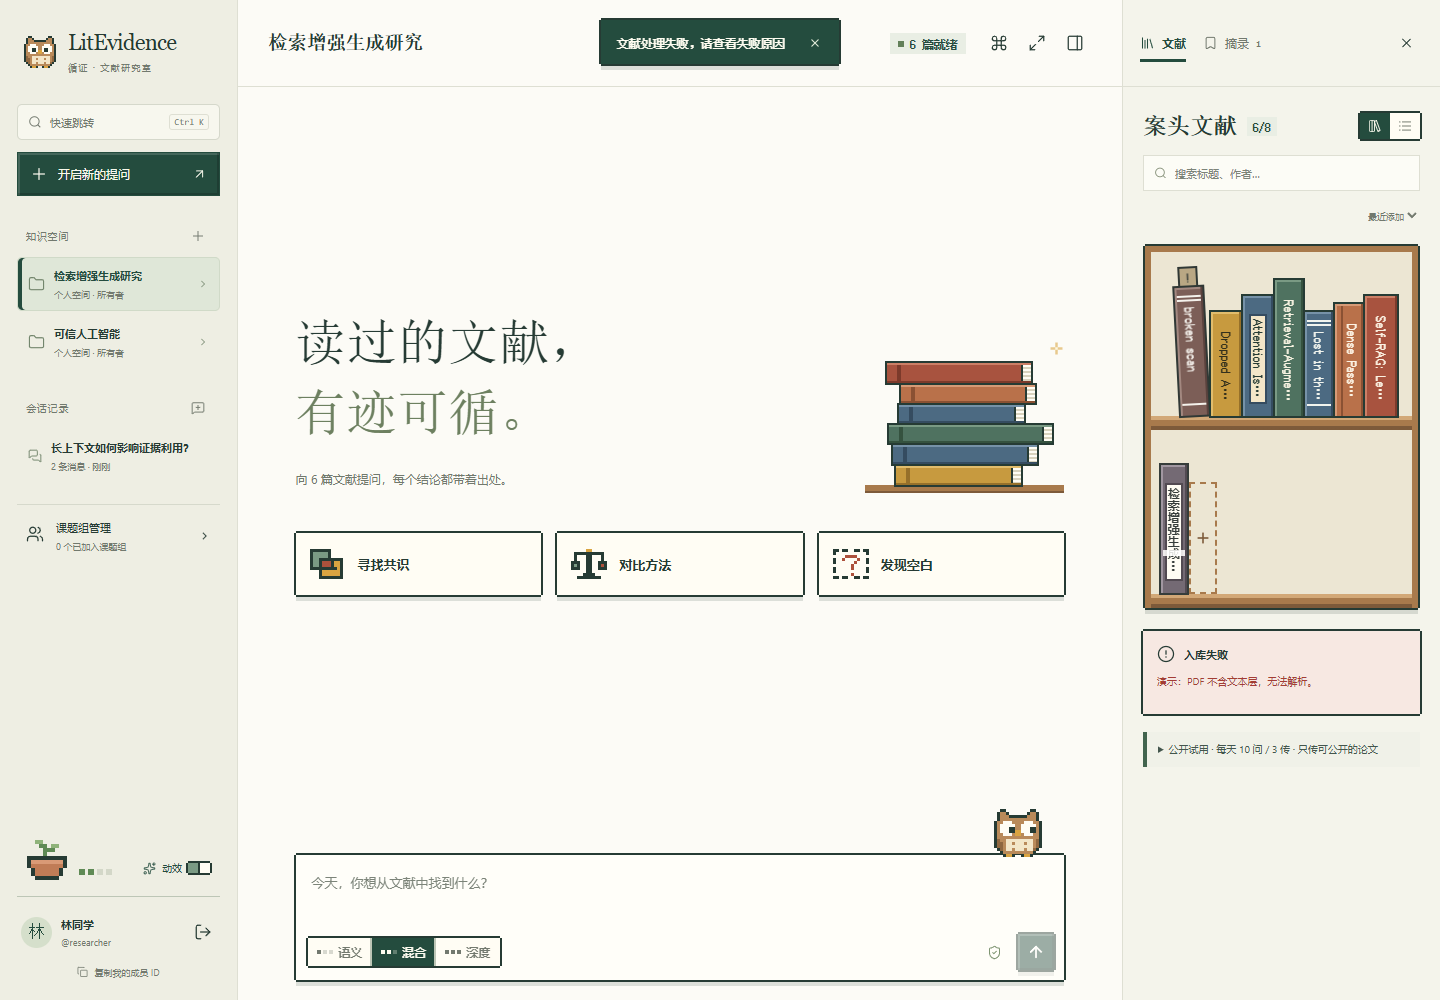 LitEvidence
循证 · 文献研究室
快速跳转
Ctrl K
开启新的提问
知识空间
检索增强生成研究
个人空间 · 所有者
可信人工智能
个人空间 · 所有者
会话记录
长上下文如何影响证据利用?
2 条消息 · 刚刚
课题组管理
0 个已加入课题组
动效
林
林同学
@researcher
复制我的成员 ID
检索增强生成研究
文献处理失败，请查看失败原因
6 篇就绪
读过的文献，
有迹可循。
向 6 篇文献提问，每个结论都带着出处。
寻找共识
对比方法
发现空白
今天，你想从文献中找到什么?
语义
混合
深度
文献
摘录 1
案头文献
6/8
搜索标题、作者...
最近添加
!
broken scan
Dropped A…
Attention Is…
Retrieval-Augme…
Lost in th…
Dense Pass…
Self-RAG: Le…
检索增强生成…
+
入库失败
演示：PDF 不含文本层，无法解析。
公开试用 · 每天 10 问 / 3 传 · 只传可公开的论文